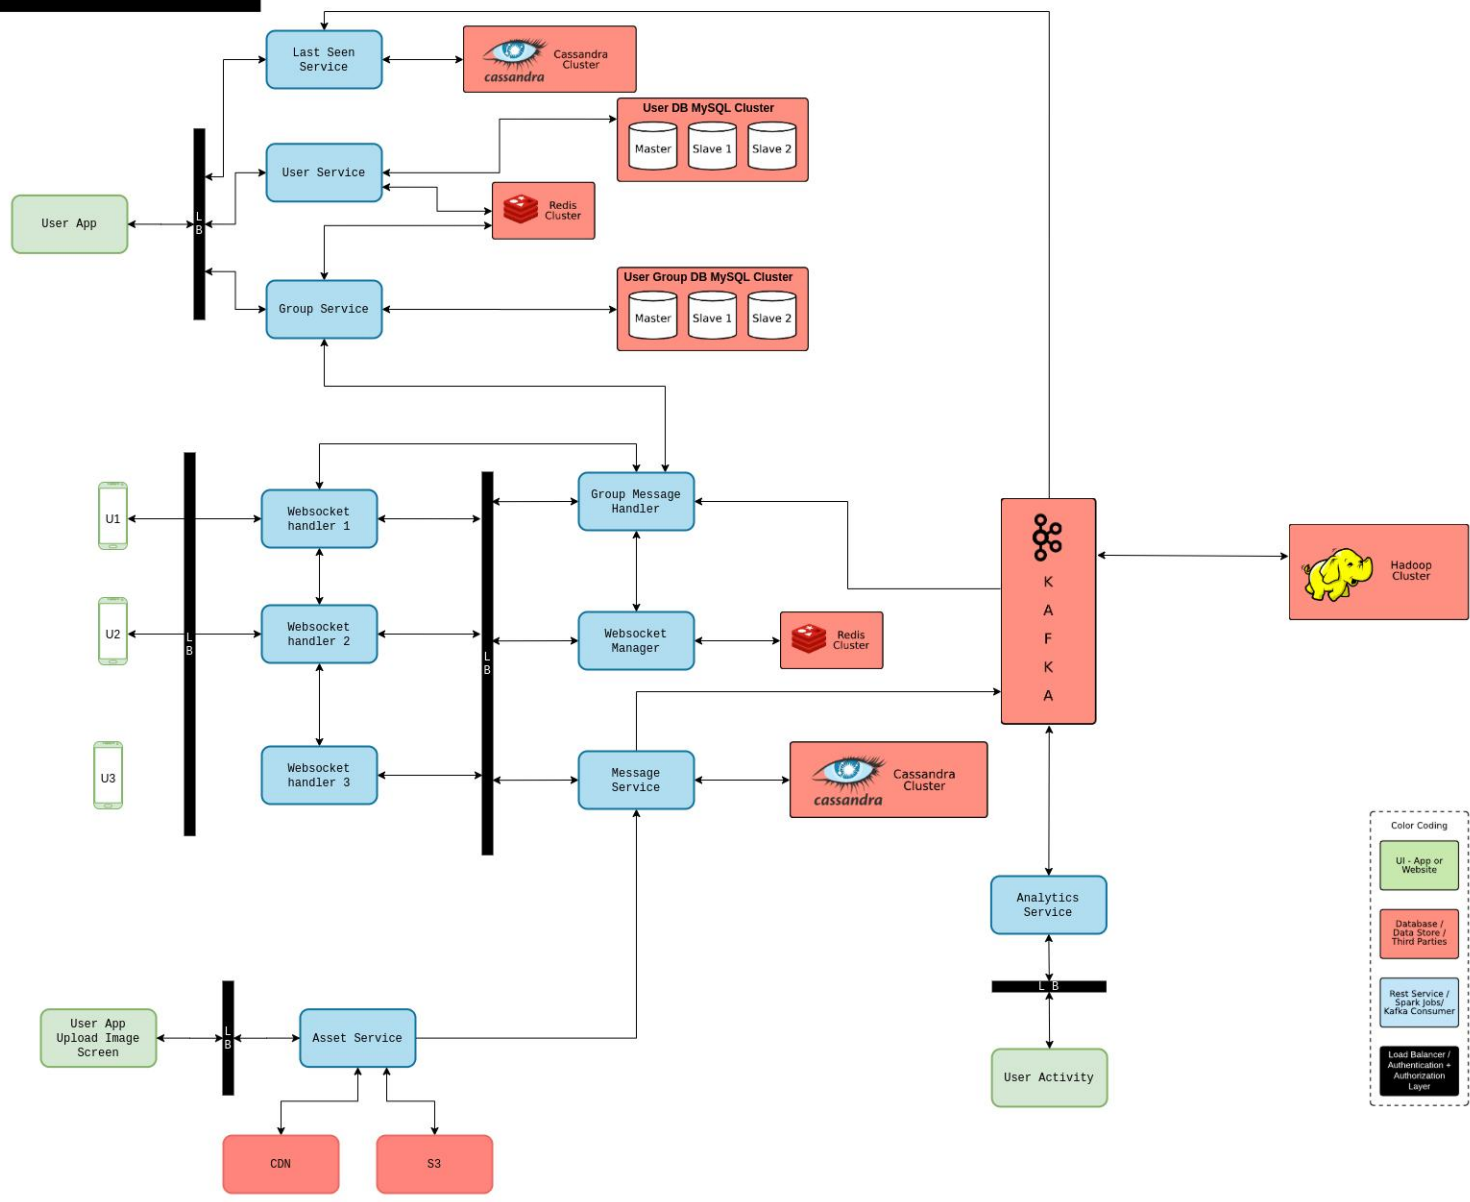 Last Seen
Service
cassandra
Cassandra
Cluster
User DB MySQL Cluster
Master
Slave 1
Slave 2
User Service
Redis
Cluster
User App
L
B
Group Service
User Group DB MySQL Cluster
Master
Slave 1
Slave 2
U1
Websocket
handler 1
Group Message
Handler
K
A
F
K
A
Hadoop
Cluster
U2
L
B
Websocket
handler 2
L
B
Websocket
Manager
Redis
Cluster
U3
Websocket
handler 3
Message
Service
cassandra
Cassandra
Cluster
Analytics
Service
L B
User Activity
User App
Upload Image
Screen
L
B
Asset Service
CDN
S3
Color Coding
UI - App or
Website
Database /
Data Store /
Third Parties
Rest Service /
Spark Jobs/
Kafka Consumer
Load Balancer /
Authentication +
Authorization
Layer